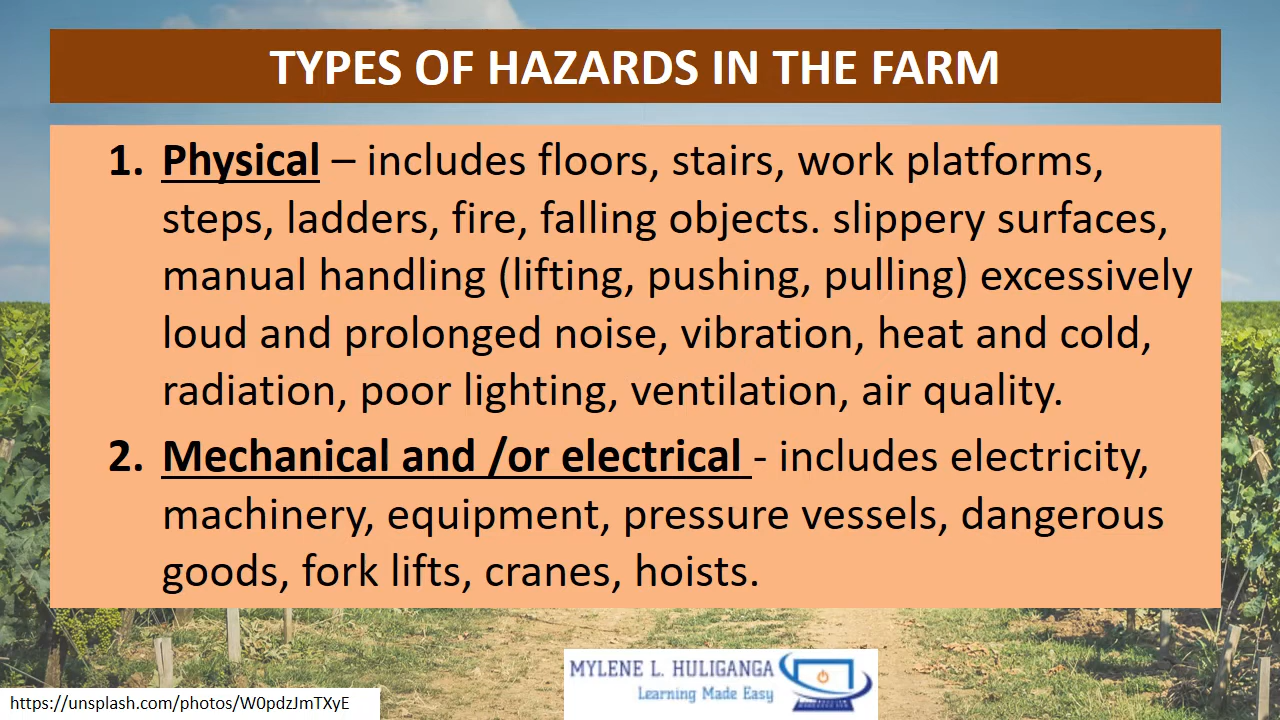 TYPES OF HAZARDS IN THE FARM
1. Physical – includes floors, stairs, work platforms,
steps, ladders, fire, falling objects. slippery surfaces,
manual handling (lifting, pushing, pulling) excessively
loud and prolonged noise, vibration, heat and cold,
radiation, poor lighting, ventilation, air quality.
2. Mechanical and /or electrical - includes electricity,
machinery, equipment, pressure vessels, dangerous
goods, fork lifts, cranes, hoists.
MYLENE L. HULIGANGA
Learning Made Easy
https://unsplash.com/photos/W0pdzJmTXyE